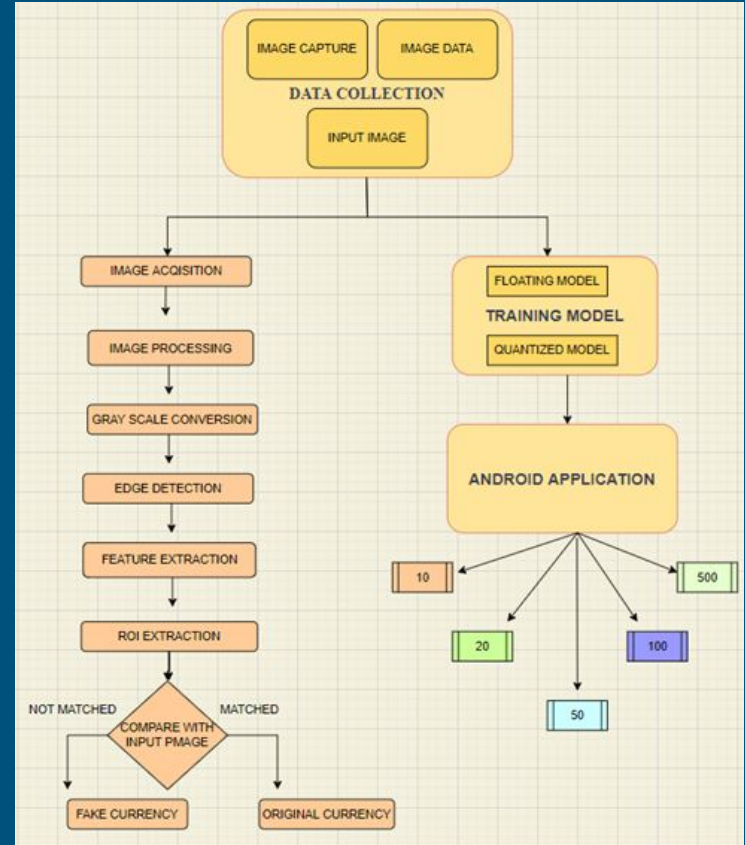 IMAGE CAPTURE
IMAGE DATA
DATA COLLECTION
INPUT IMAGE
IMAGE ACQISITION
IMAGE PROCESSING
GRAY SCALE CONVERSION
EDGE DETECTION
FEATURE EXTRACTION
ROI EXTRACTION
NOT MATCHED
MATCHED
COMPARE WITH
INPUT PMAGE
FAKE CURRENCY
ORIGINAL CURRENCY
FLOATING MODEL
TRAINING MODEL
QUANTIZED MODEL
ANDROID APPLICATION
10
20
50
100
500